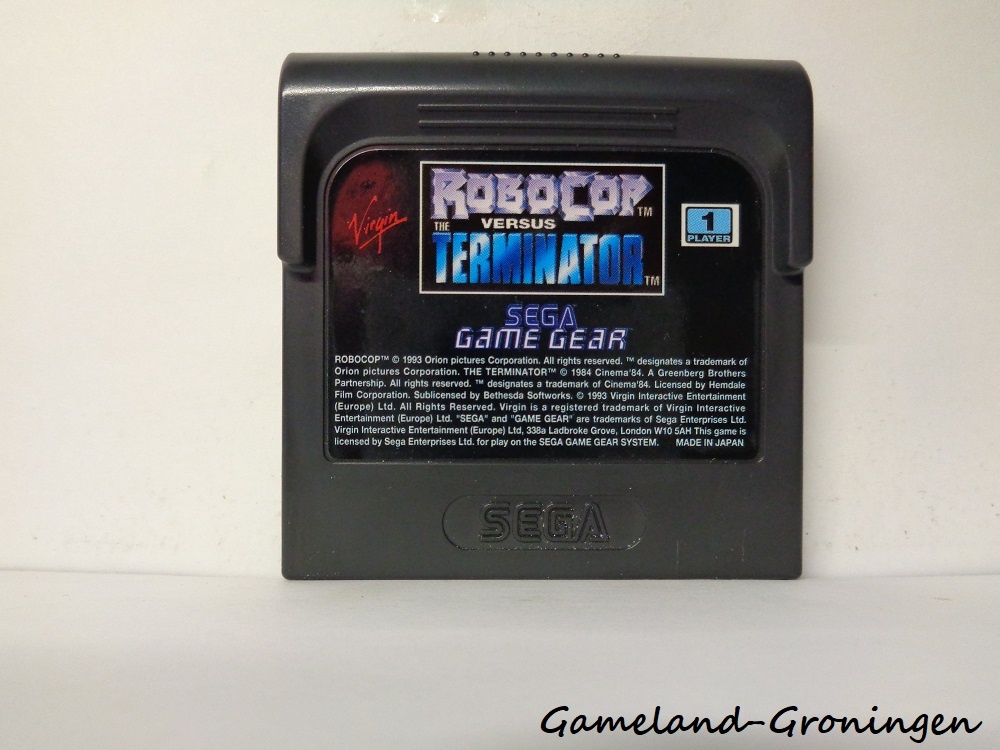 Virgin
ROBOCOP™
VERSUS
THE
TERMINATOR™
1
PLAYER
SEGA
GAME GEAR™
ROBOCOP™ © 1993 Orion pictures Corporation. All rights reserved. ™ designates a trademark of
Orion pictures Corporation. THE TERMINATOR™ © 1984 Cinema'84. A Greenberg Brothers
Partnership. All rights reserved. ™ designates a trademark of Cinema'84. Licensed by Hemdale
Film Corporation. Sublicensed by Bethesda Softworks. © 1993 Virgin Interactive Entertainment
(Europe) Ltd. All Rights Reserved. Virgin is a registered trademark of Virgin Interactive
Entertainment (Europe) Ltd. "SEGA" and "GAME GEAR" are trademarks of Sega Enterprises Ltd.
Virgin Interactive Entertainment (Europe) Ltd, 338a Ladbroke Grove, London W10 5AH This game is
licensed by Sega Enterprises Ltd. for play on the SEGA GAME GEAR SYSTEM. MADE IN JAPAN
SEGA
Gameland-Groningen